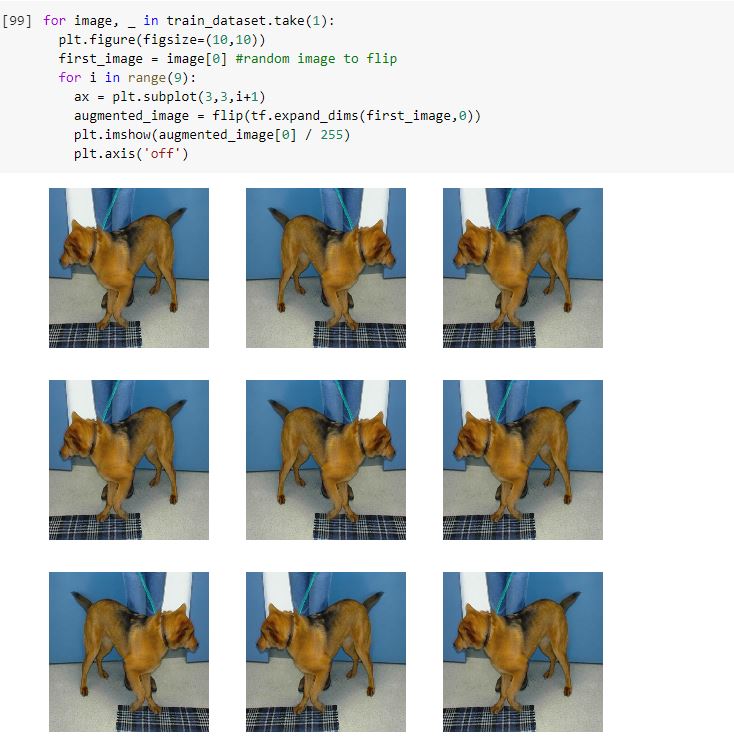 [99] for image, _ in train_dataset.take(1):
plt.figure(figsize=(10,10))
first_image = image[0] #random image to flip
for i in range(9):
ax = plt.subplot(3,3,i+1)
augmented_image = flip(tf.expand_dims(first_image,0))
plt.imshow(augmented_image[0] / 255)
plt.axis('off')